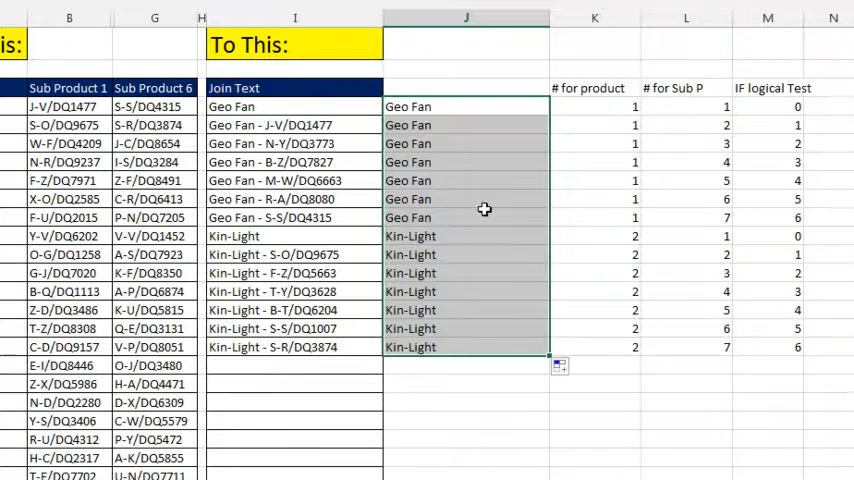 B G H I J K L M N
is: To This:
Sub Product 1 Sub Product 6 Join Text # for product # for Sub P IF logical Test
J-V/DQ1477 S-S/DQ4315 Geo Fan Geo Fan 1 1 0
S-O/DQ9675 S-R/DQ3874 Geo Fan - J-V/DQ1477 Geo Fan 1 2 1
W-F/DQ4209 J-C/DQ8654 Geo Fan - N-Y/DQ3773 Geo Fan 1 3 2
N-R/DQ9237 I-S/DQ3284 Geo Fan - B-Z/DQ7827 Geo Fan 1 4 3
F-Z/DQ7971 Z-F/DQ8491 Geo Fan - M-W/DQ6663 Geo Fan 1 5 4
X-O/DQ2585 C-R/DQ6413 Geo Fan - R-A/DQ8080 Geo Fan 1 6 5
F-U/DQ2015 P-N/DQ7205 Geo Fan - S-S/DQ4315 Geo Fan 1 7 6
Y-V/DQ6202 V-V/DQ1452 Kin-Light Kin-Light 2 1 0
O-G/DQ1258 A-S/DQ7923 Kin-Light - S-O/DQ9675 Kin-Light 2 2 1
G-J/DQ7020 K-F/DQ8350 Kin-Light - F-Z/DQ5663 Kin-Light 2 3 2
B-Q/DQ1113 A-P/DQ6874 Kin-Light - T-Y/DQ3628 Kin-Light 2 4 3
Z-D/DQ3486 K-U/DQ5815 Kin-Light - B-T/DQ6204 Kin-Light 2 5 4
T-Z/DQ8308 Q-E/DQ3131 Kin-Light - S-S/DQ1007 Kin-Light 2 6 5
C-D/DQ9157 V-P/DQ8051 Kin-Light - S-R/DQ3874 Kin-Light 2 7 6
E-I/DQ8446 O-J/DQ3480
Z-X/DQ5986 H-A/DQ4471
N-D/DQ2280 D-X/DQ6309
Y-S/DQ3406 C-W/DQ5579
R-U/DQ4312 P-Y/DQ5472
H-C/DQ2317 A-K/DQ5855
T-F/DQ7702 U-N/DQ7711